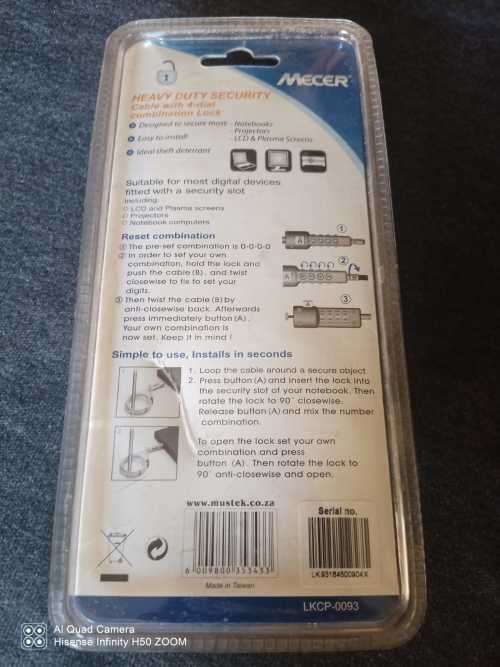 MECER
HEAVY DUTY SECURITY
Cable with 4-dial
combination Lock
Designed to secure most - Notebooks
- Projectors
- LCD & Plasma Screens
Easy to install
Ideal theft deterrant
Suitable for most digital devices
fitted with a security slot
Including:
LCD and Plasma screens
Projectors
Notebook computers
Reset combination
① The pre-set combination is 0-0-0-0
② In order to set your own
combination, hold the lock and
push the cable (B), and twist
closewise to fix to set your
digits.
③ Then twist the cable (B) by
anti-closewise back. Afterwards
press immediately button (A).
Your own combination is
now set. Keep it in mind !
A
①
②
③
Simple to use, Installs in seconds
1. Loop the cable around a secure object
2. Press button (A) and insert the lock into
the security slot of your notebook. Then
rotate the lock to 90° closewise.
Release button (A) and mix the number
combination.
To open the lock set your own
combination and press
button (A). Then rotate the lock to
90° anti-closewise and open.
www.mustek.co.za
6 009800 353433
Made in Taiwan
Serial no.
LK93184500904X
LKCP-0093
AI Quad Camera
Hisense Infinity H50 ZOOM